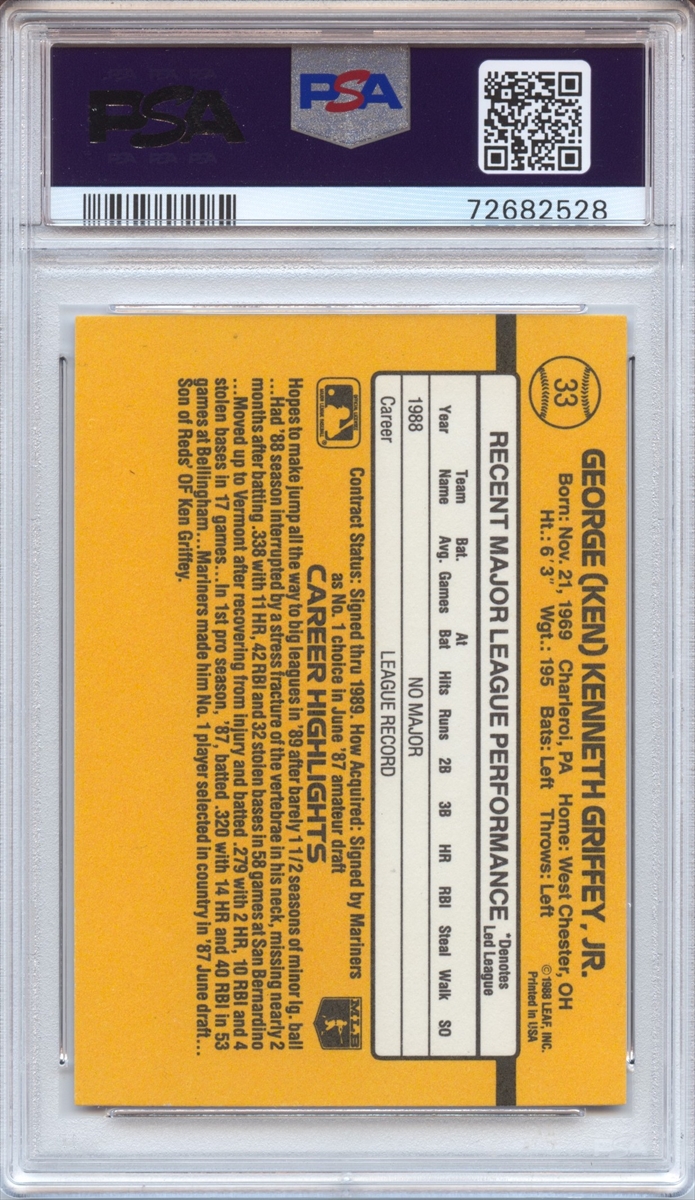 PSA
PSA
72682528
33
GEORGE (KEN) KENNETH GRIFFEY, JR.
Born: Nov. 21, 1969 Charleroi, PA Home: West Chester, OH
Ht.: 6'3" Wgt.: 195 Bats: Left Throws: Left
©1988 LEAF, INC.
Printed in USA
RECENT MAJOR LEAGUE PERFORMANCE
*Denotes
Led League
Year Team Name Bat. Avg. Games At Bat Hits Runs 2B 3B HR RBI Steal Walk SO
1988 NO MAJOR
Career LEAGUE RECORD
Contract Status: Signed thru 1989. How Acquired: Signed by Mariners
as No. 1 choice in June '87 amateur draft
CAREER HIGHLIGHTS
MLB
Hopes to make jump all the way to big leagues in '89 after barely 1 1/2 seasons of minor lg. ball
...Had '88 season interrupted by a stress fracture of the vertebrae in his neck, missing nearly 2
months after batting .338 with 11 HR, 42 RBI and 32 stolen bases in 58 games at San Bernardino
...Moved up to Vermont after recovering from injury and batted .279 with 2 HR, 10 RBI and 4
stolen bases in 17 games...In 1st pro season, '87, batted .320 with 14 HR and 40 RBI in 53
games at Bellingham...Mariners made him No. 1 player selected in country in '87 June draft...
Son of Reds' OF Ken Griffey.